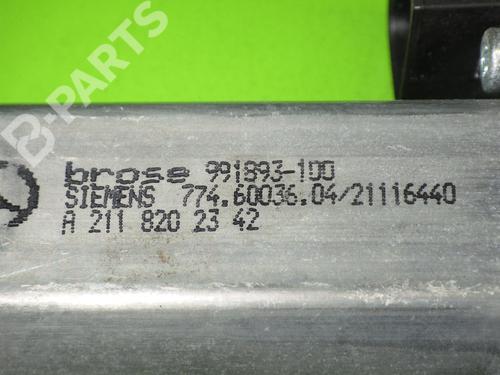 B-PARTS
brose 991893-100
SIEMENS 774.60036.04/21116440
A 211 820 23 42